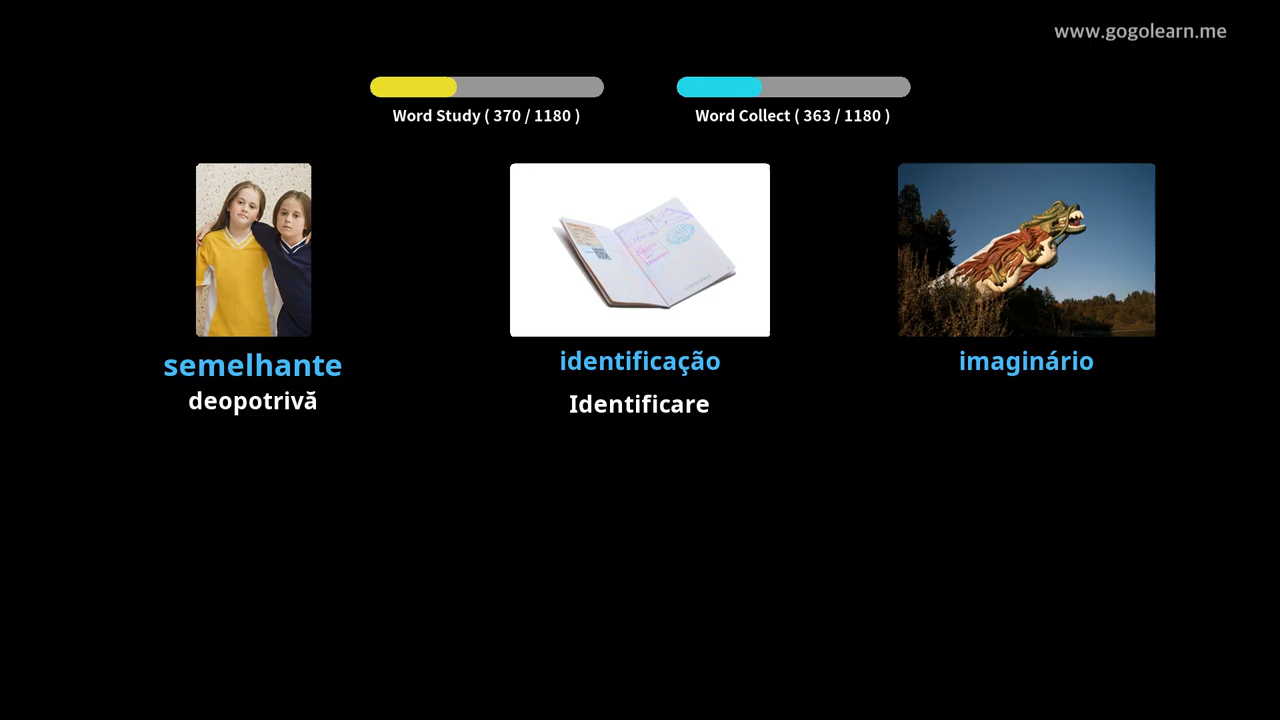 www.gogolearn.me
Word Study ( 370 / 1180 )
Word Collect ( 363 / 1180 )
semelhante
deopotrivă
identificação
Identificare
imaginário